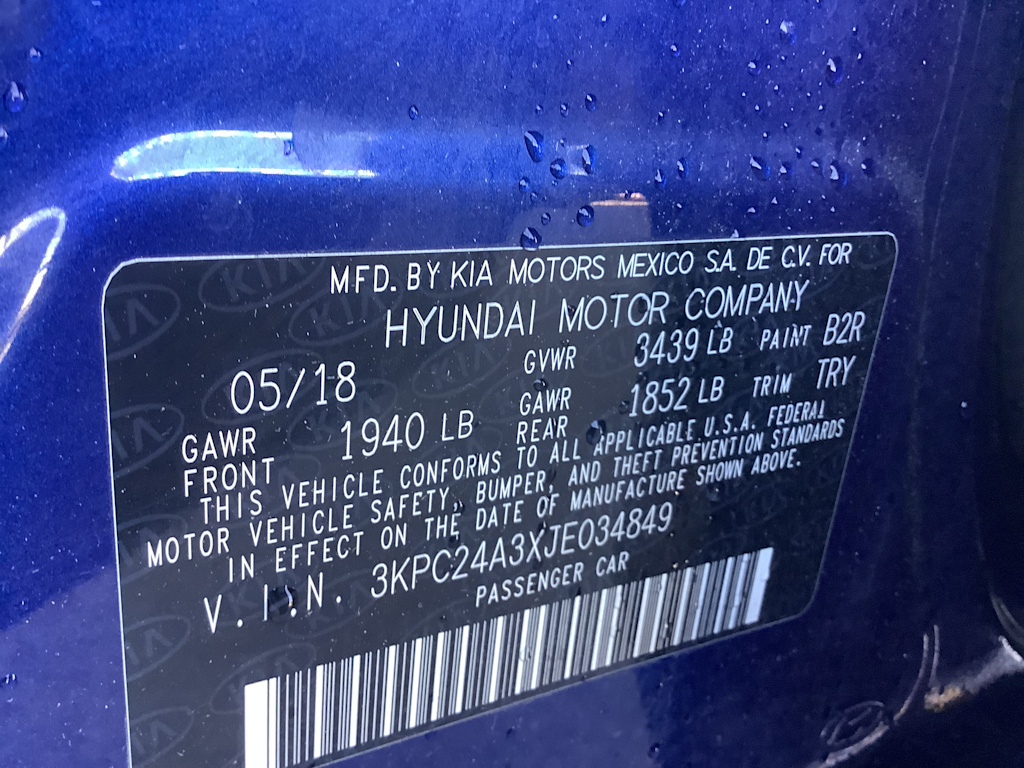 MFD. BY KIA MOTORS MEXICO S.A. DE C.V. FOR
HYUNDAI MOTOR COMPANY
05/18 GVWR 3439 LB PAINT B2R
GAWR FRONT 1940 LB GAWR REAR 1852 LB TRIM TRY
THIS VEHICLE CONFORMS TO ALL APPLICABLE U.S.A. FEDERAL
MOTOR VEHICLE SAFETY, BUMPER, AND THEFT PREVENTION STANDARDS
IN EFFECT ON THE DATE OF MANUFACTURE SHOWN ABOVE.
V.I.N. 3KPC24A3XJE034849
PASSENGER CAR